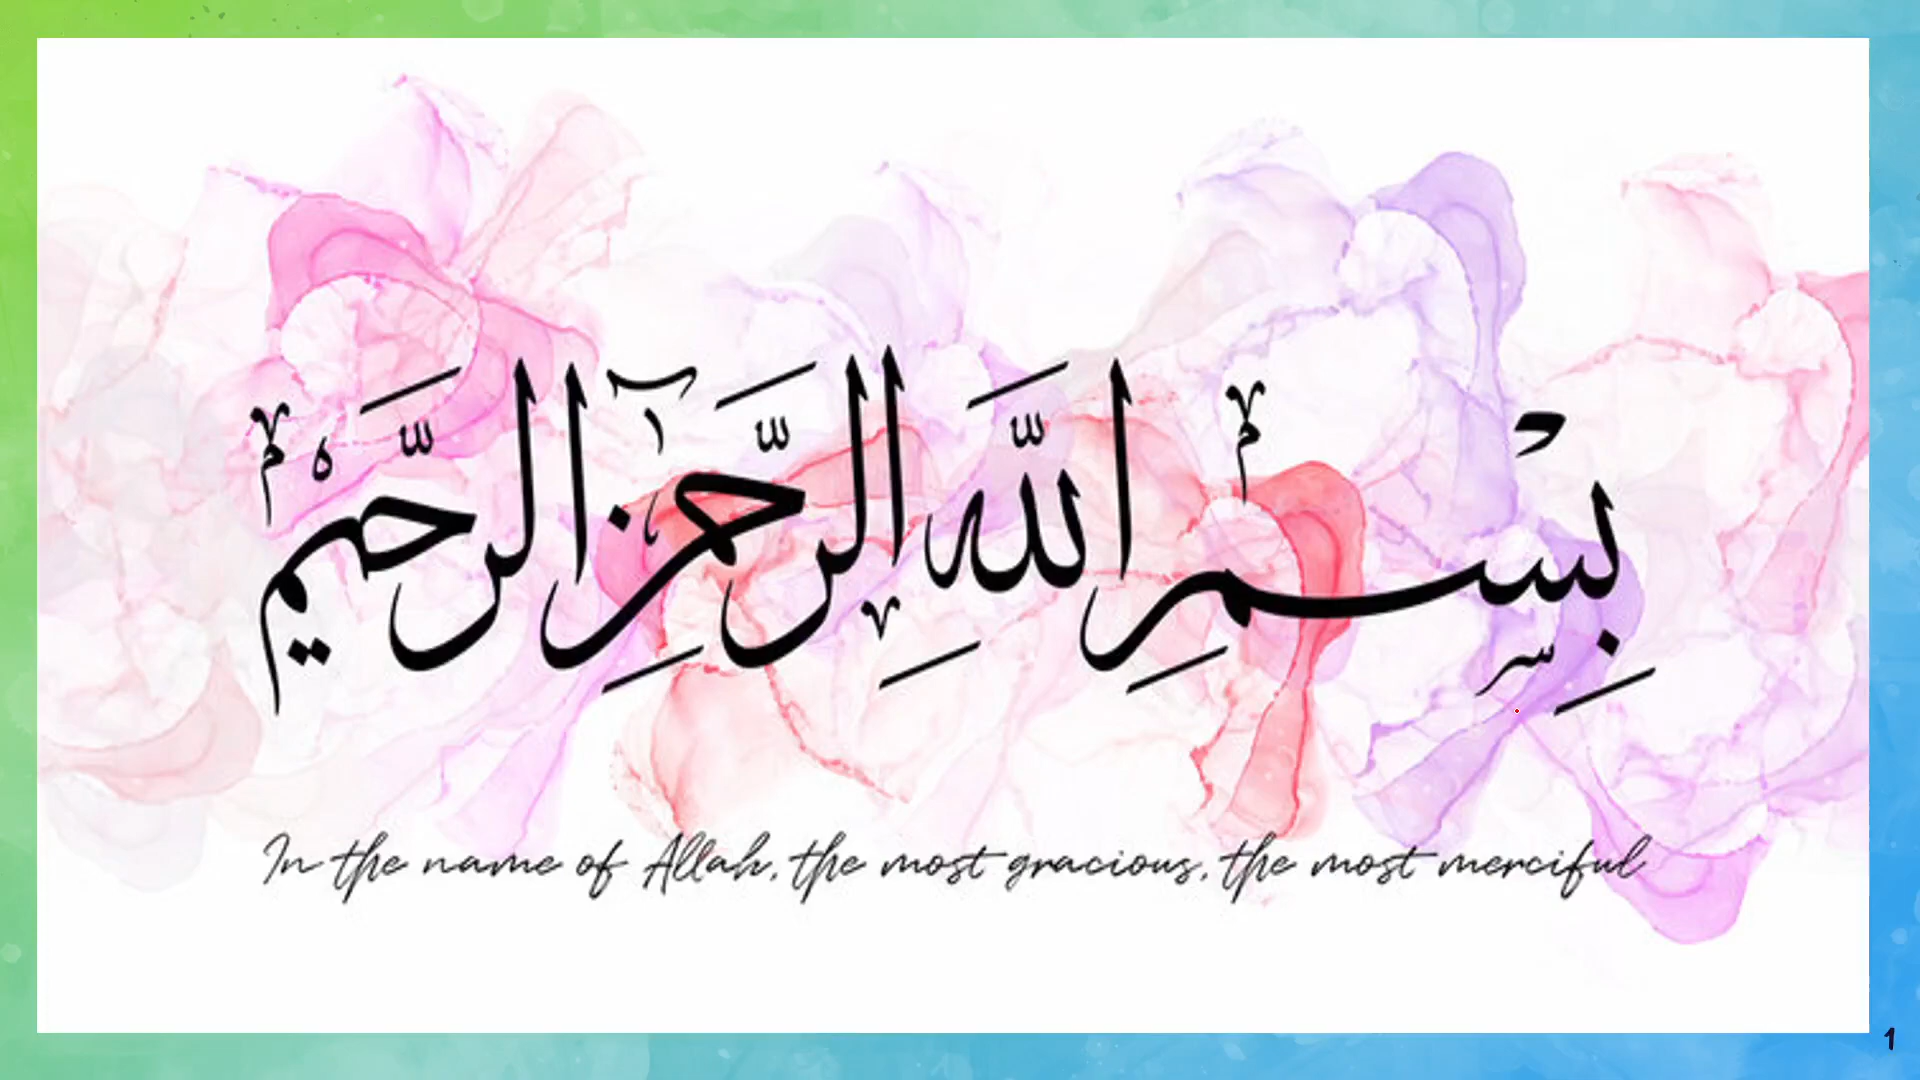 بِسْمِ اللَّهِ الرَّحْمَٰنِ الرَّحِيم
In the name of Allah, the most gracious, the most merciful
1